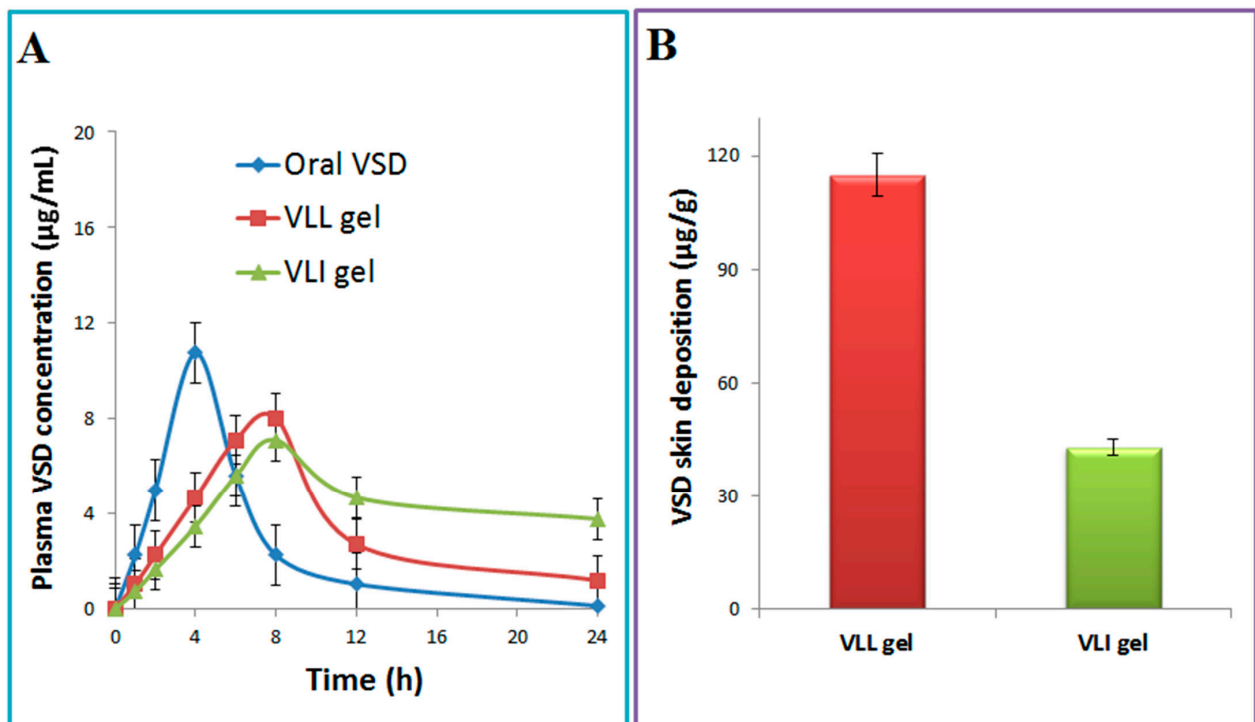 A
Plasma VSD concentration (µg/mL)
20
16
12
8
4
0
Oral VSD
VLL gel
VLI gel
0 4 8 12 16 20 24
Time (h)
B
VSD skin deposition (µg/g)
120
90
60
30
0
VLL gel VLI gel